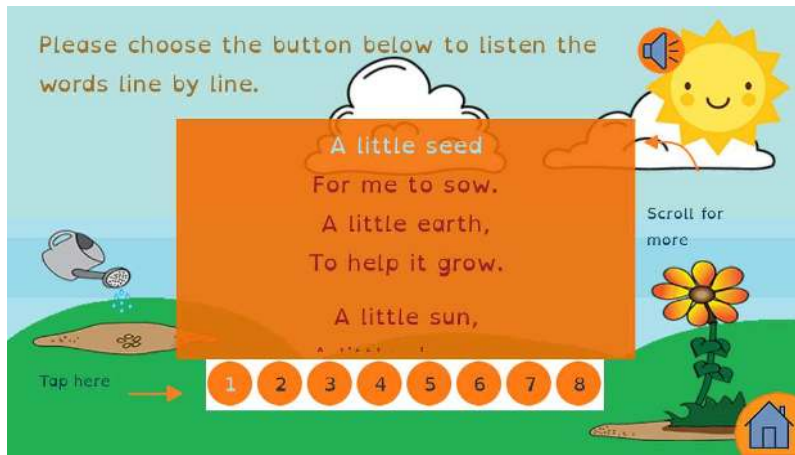 Please choose the button below to listen the
words line by line.
A little seed
For me to sow.
A little earth,
To help it grow.
A little sun,
Scroll for
more
Tap here
1 2 3 4 5 6 7 8